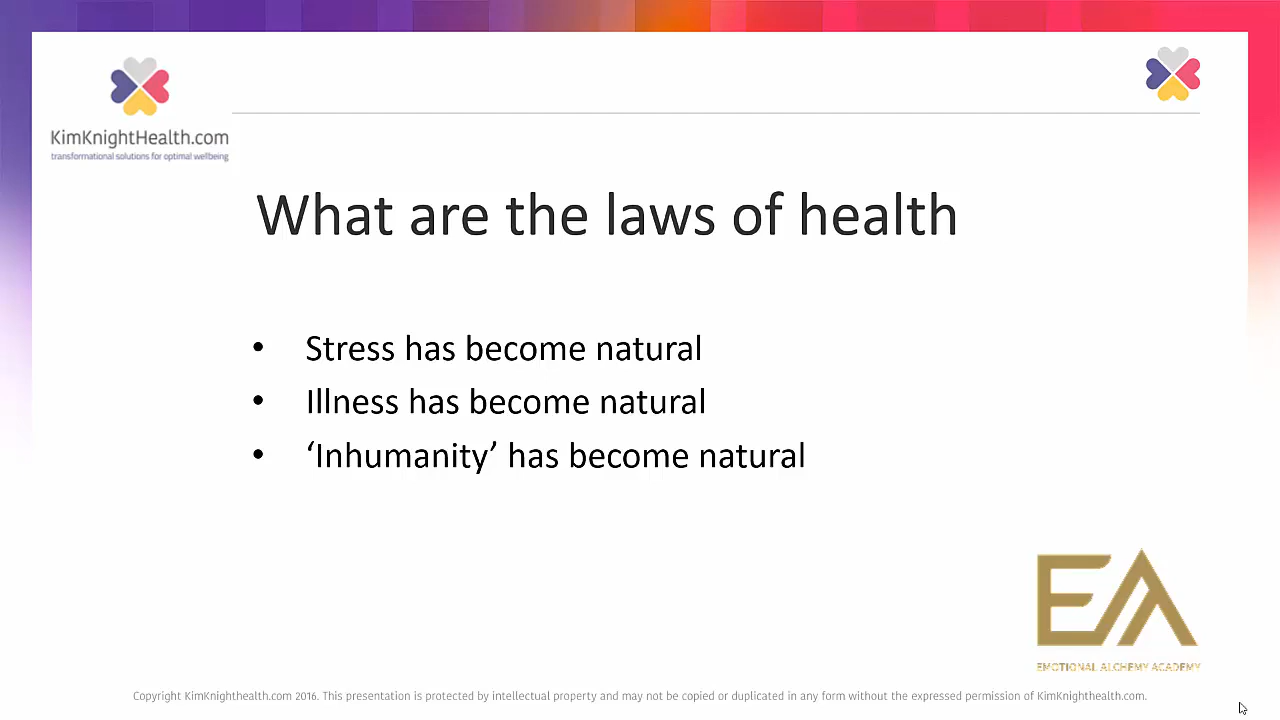 KimKnightHealth.com
transformational solutions for optimal wellbeing
What are the laws of health
• Stress has become natural
• Illness has become natural
• ‘Inhumanity’ has become natural
EA
EMOTIONAL ALCHEMY ACADEMY
Copyright KimKnighthealth.com 2016. This presentation is protected by intellectual property and may not be copied or duplicated in any form without the expressed permission of KimKnighthealth.com.